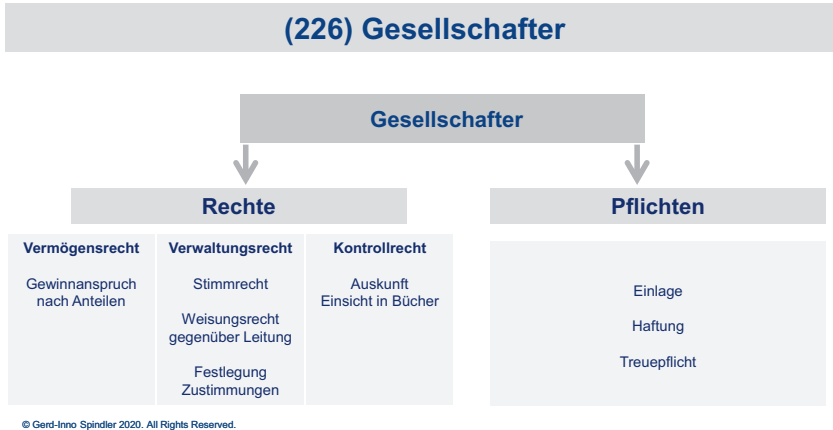 (226) Gesellschafter
Gesellschafter
Rechte
Pflichten
Vermögensrecht
Gewinnanspruch
nach Anteilen
Verwaltungsrecht
Stimmrecht
Weisungsrecht
gegenüber Leitung
Festlegung
Zustimmungen
Kontrollrecht
Auskunft
Einsicht in Bücher
Einlage
Haftung
Treuepflicht
© Gerd-Inno Spindler 2020. All Rights Reserved.